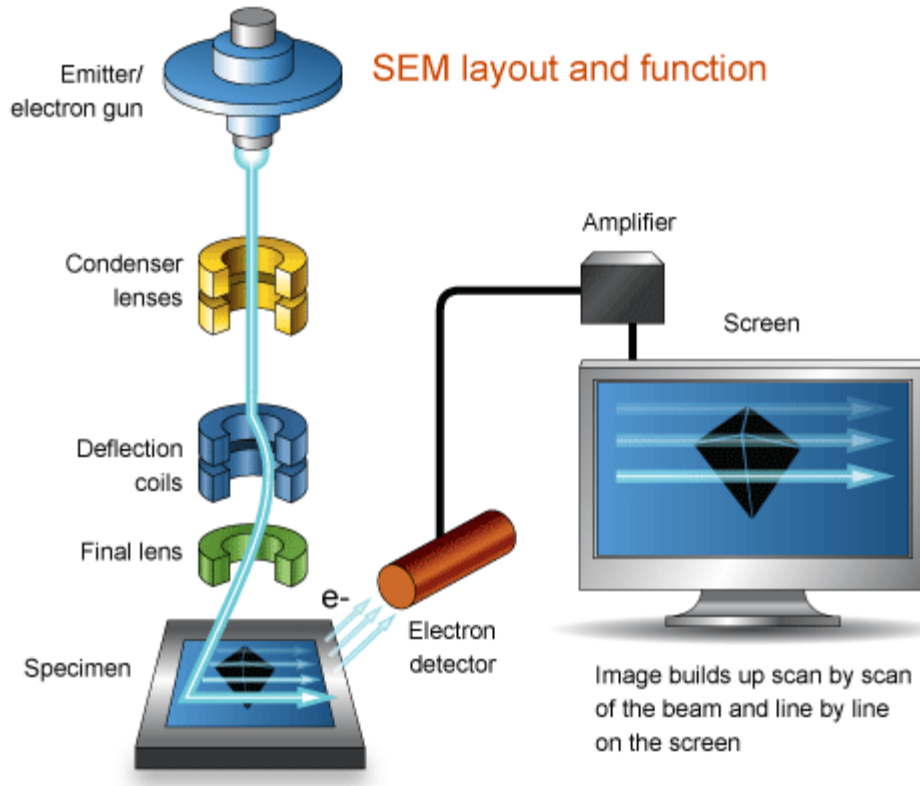 SEM layout and function
Emitter/
electron gun
Condenser
lenses
Deflection
coils
Final lens
Specimen
e-
Electron
detector
Amplifier
Screen
Image builds up scan by scan
of the beam and line by line
on the screen